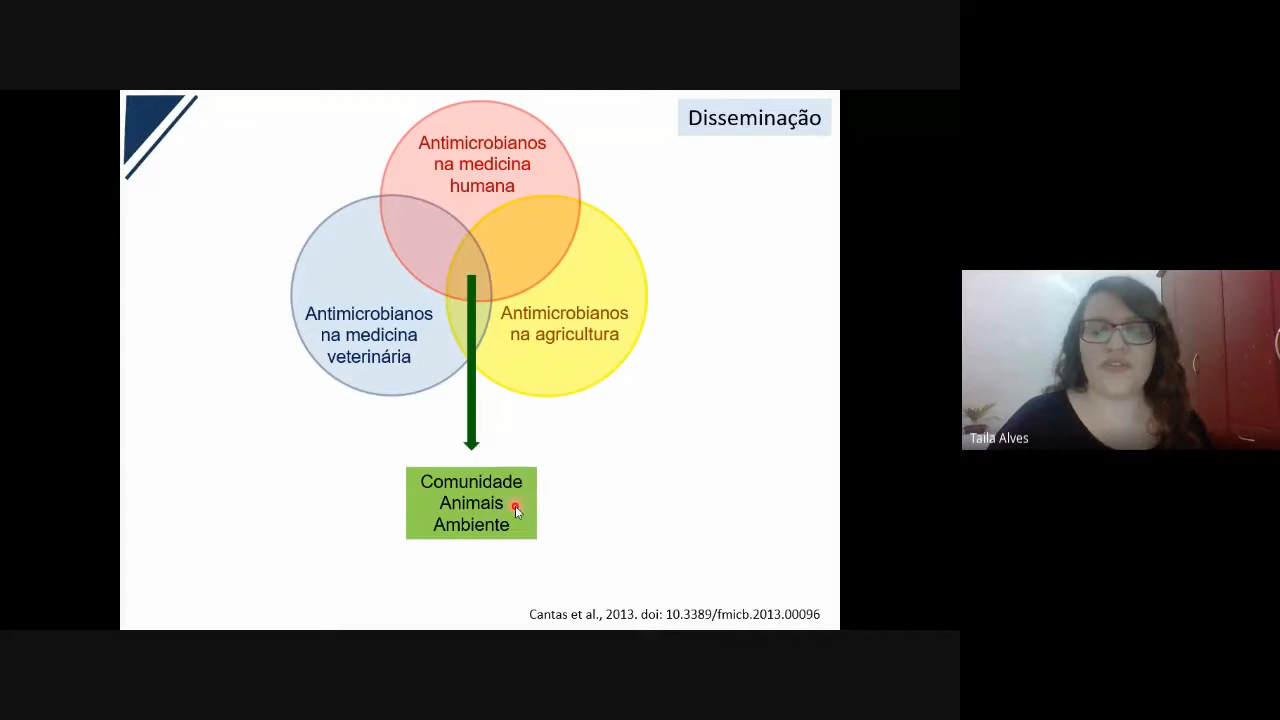 Disseminação
Antimicrobianos
na medicina
humana
Antimicrobianos
na medicina
veterinária
Antimicrobianos
na agricultura
Comunidade
Animais
Ambiente
Cantas et al., 2013. doi: 10.3389/fmicb.2013.00096
Taila Alves